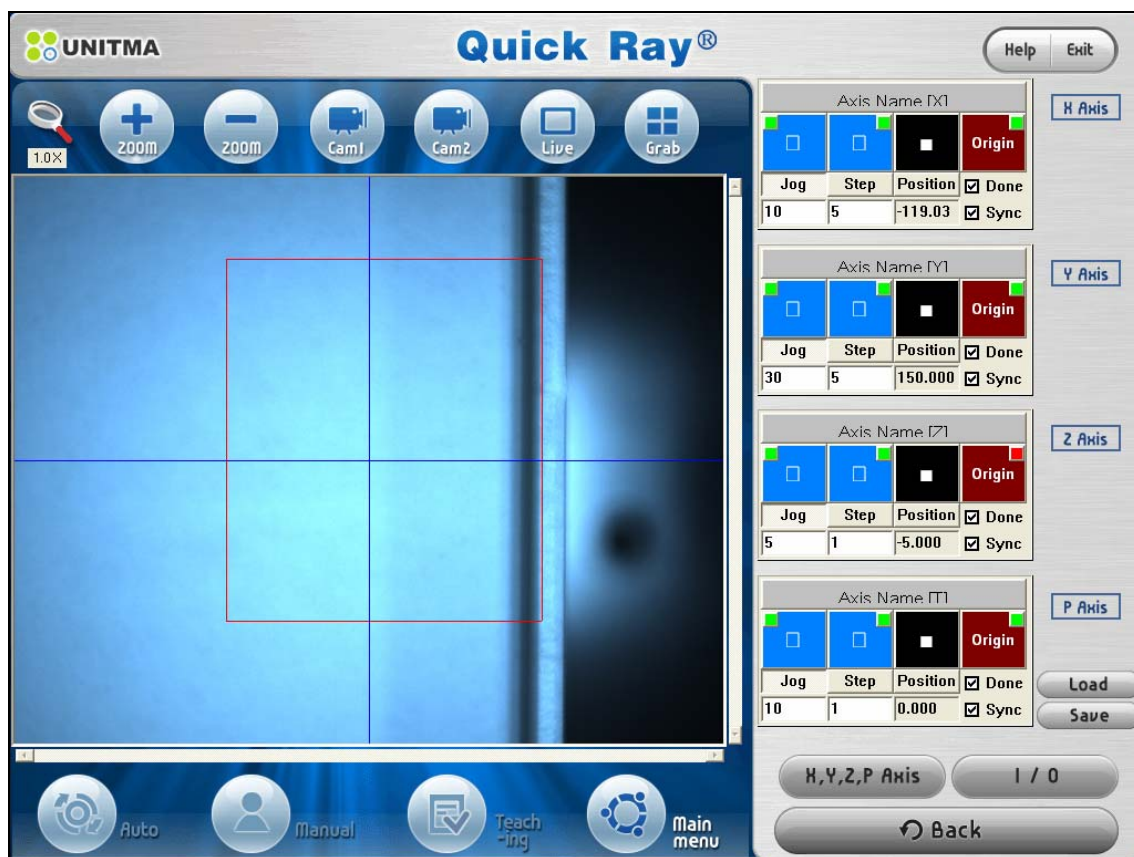 UNITMA
Quick Ray®
Help Exit
1.0X
ZOOM ZOOM Cam1 Cam2 Live Grab
Axis Name [X]
X Axis
Origin
Jog Step Position Done
10 5 -119.03 Sync
Axis Name [Y]
Y Axis
Origin
Jog Step Position Done
30 5 150.000 Sync
Axis Name [Z]
Z Axis
Origin
Jog Step Position Done
5 1 -5.000 Sync
Axis Name [T]
P Axis
Origin
Jog Step Position Done
10 1 0.000 Sync
Load
Save
X,Y,Z,P Axis I / O
Back
Auto Manual Teach
-ing
Main
menu